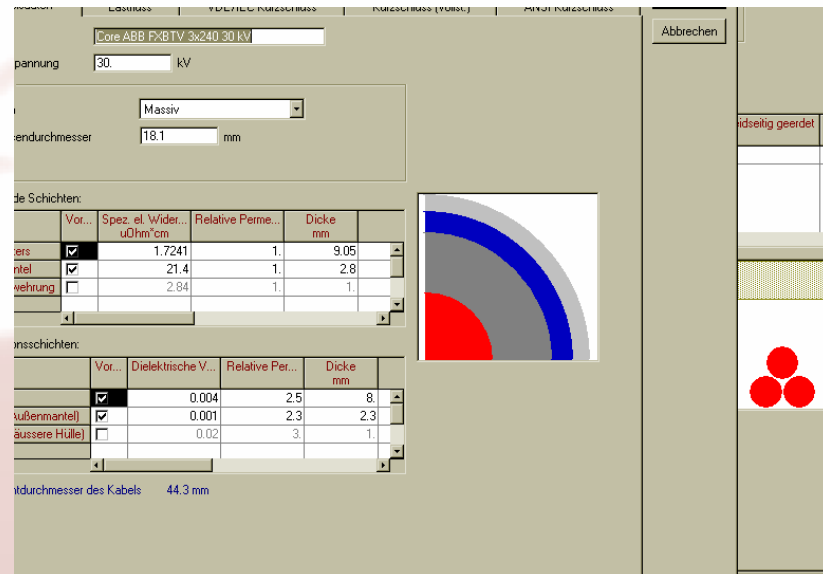 Lastfluss VDE/IEC Kurzschluss Kurzschluss (vollst.) ANSI Kurzschluss
Core ABB FXBTV 3x240 30 kV
Abbrechen
pannung 30. kV
Massiv
endurchmesser 18.1 mm
idseitig geerdet
de Schichten:
Vor... Spez. el. Wider... Relative Perme... Dicke
uOhm*cm mm
ters 1.7241 1. 9.05
ntel 21.4 1. 2.8
wehrung 2.84 1. 1.
onsschichten:
Vor... Dielektrische V... Relative Per... Dicke
mm
0.004 2.5 8.
Außenmantel) 0.001 2.3 2.3
äussere Hülle) 0.02 3. 1.
ntdurchmesser des Kabels 44.3 mm